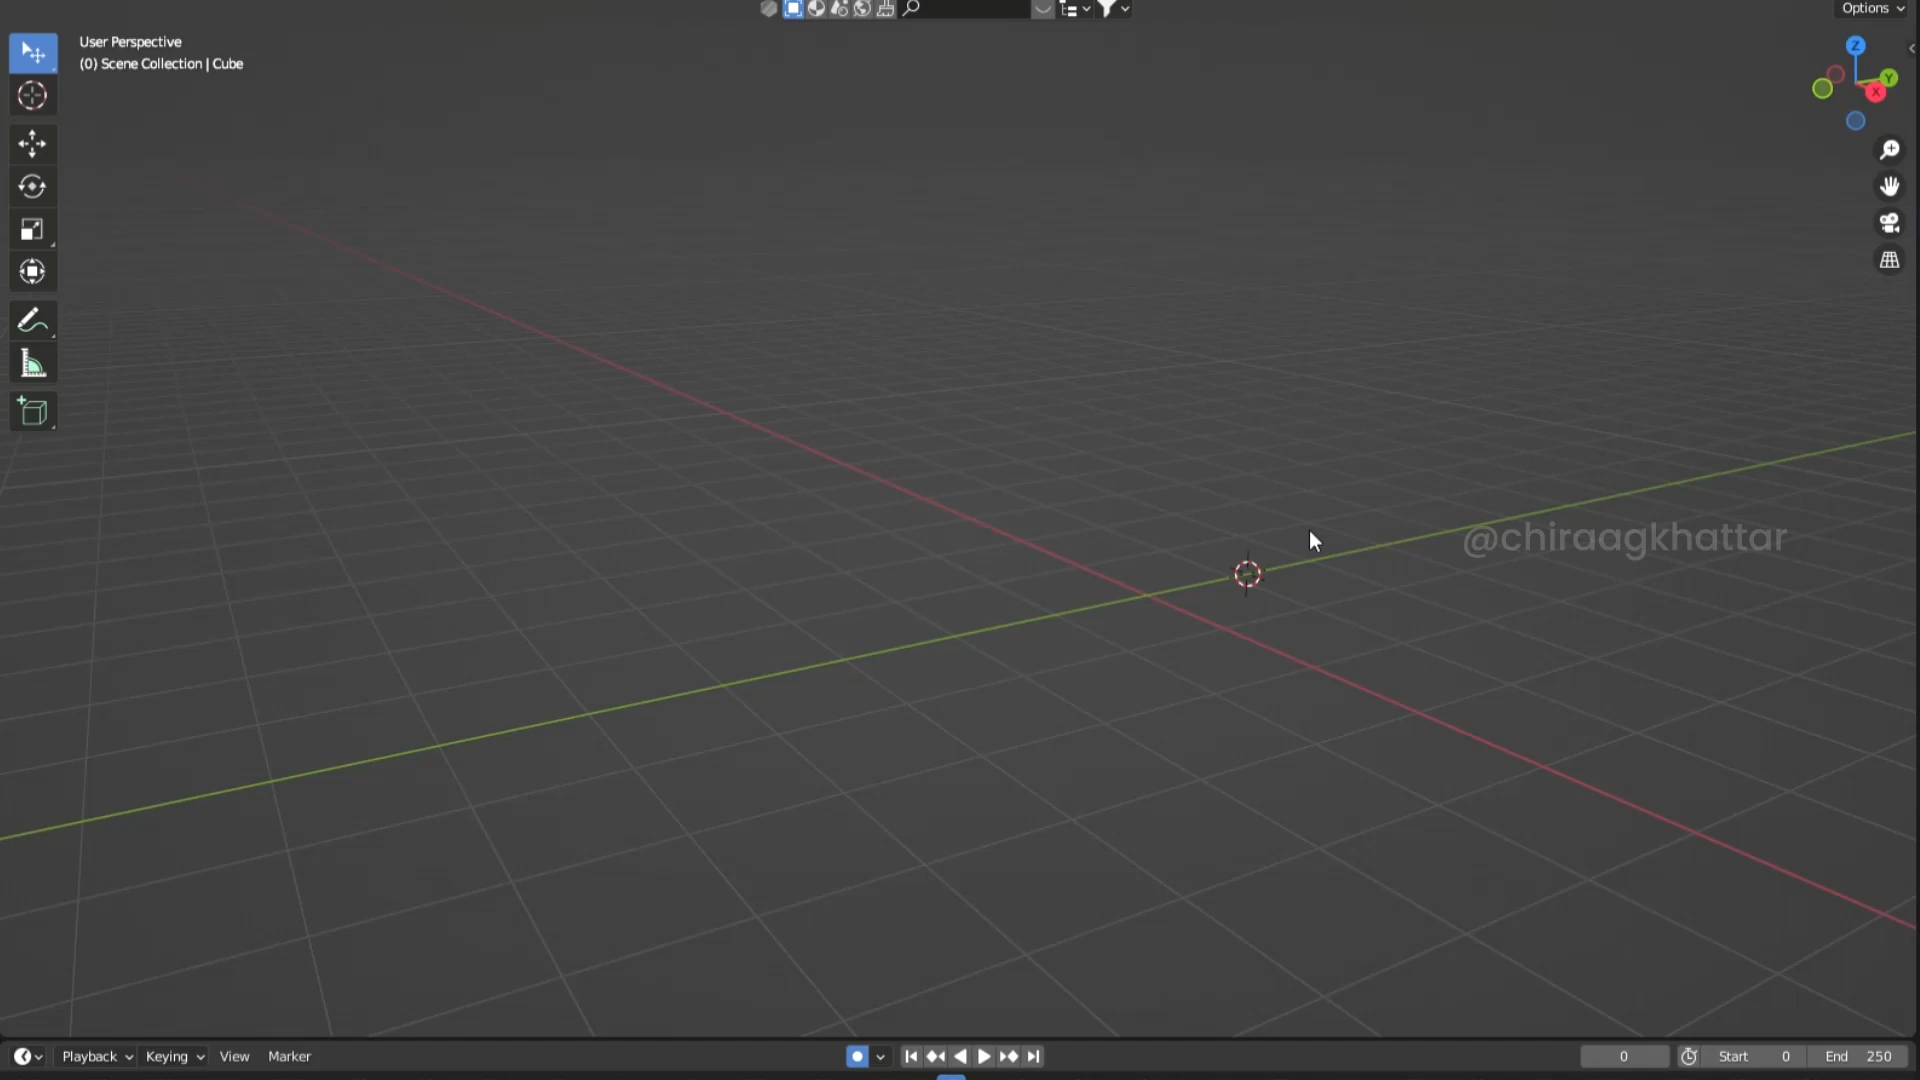 Options
User Perspective
(0) Scene Collection | Cube
Z
Y
X
@chiraagkhattar
Playback
Keying
View
Marker
0
Start 0
End 250